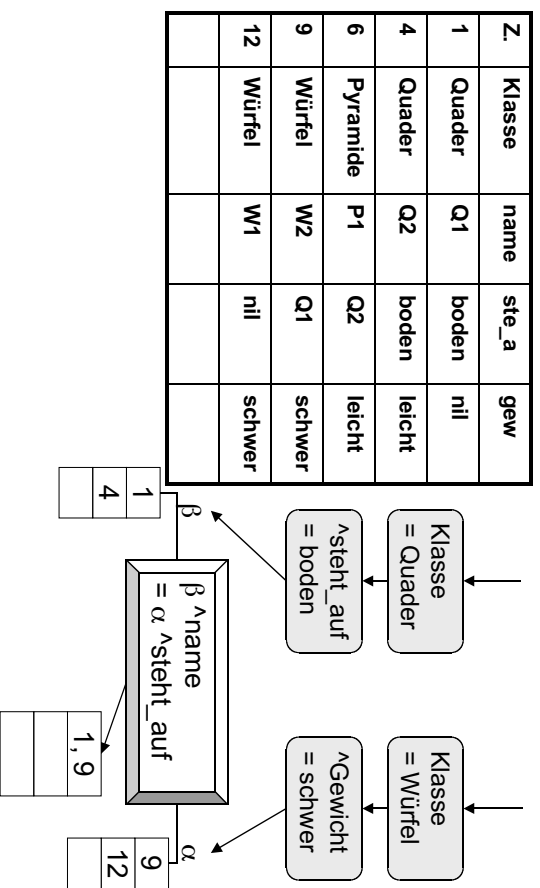 Z. Klasse name ste_a gew
1 Quader Q1 boden nil
4 Quader Q2 boden leicht
6 Pyramide P1 Q2 leicht
9 Würfel W2 Q1 schwer
12 Würfel W1 nil schwer
Klasse
= Quader
^steht_auf
= boden
Klasse
= Würfel
^Gewicht
= schwer
β
α
1
4
β ^name
= α ^steht_auf
9
12
1, 9